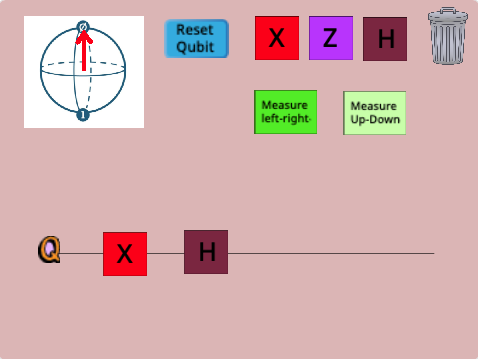 0
Reset
Qubit
X
Z
H
1
Measure
left-right-
Measure
Up-Down
Q
X
H